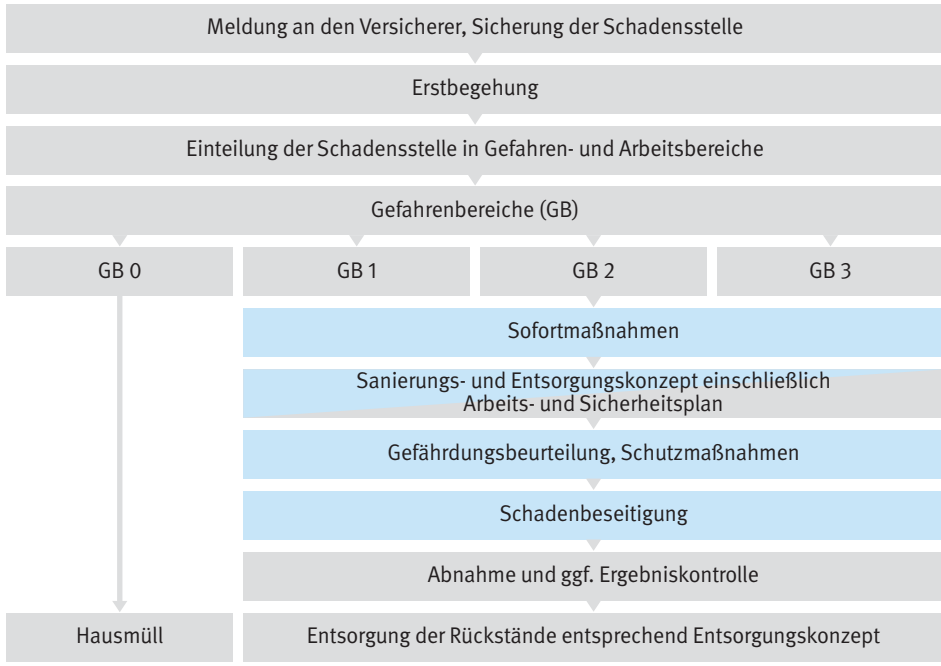 Meldung an den Versicherer, Sicherung der Schadensstelle
Erstbegehung
Einteilung der Schadensstelle in Gefahren- und Arbeitsbereiche
Gefahrenbereiche (GB)
GB 0
GB 1
GB 2
GB 3
Sofortmaßnahmen
Sanierungs- und Entsorgungskonzept einschließlich
Arbeits- und Sicherheitsplan
Gefährdungsbeurteilung, Schutzmaßnahmen
Schadenbeseitigung
Abnahme und ggf. Ergebniskontrolle
Hausmüll
Entsorgung der Rückstände entsprechend Entsorgungskonzept